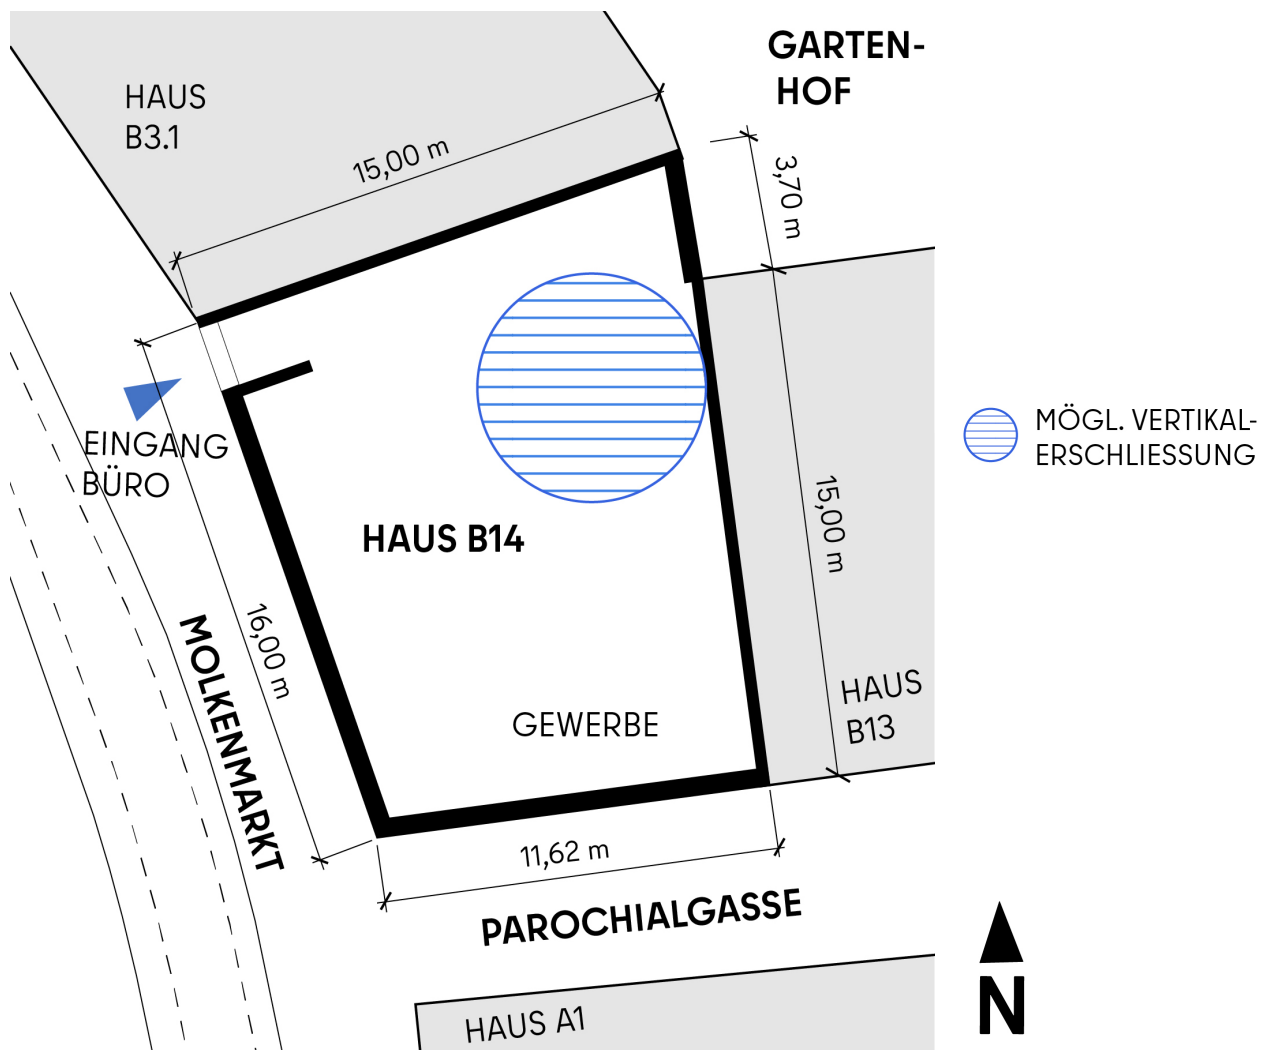 GARTEN-
HOF
HAUS
B3.1
15,00 m
3,70 m
EINGANG
BÜRO
MÖGL. VERTIKAL-
ERSCHLIESSUNG
15,00 m
HAUS B14
16,00 m
MOLKENMARKT
GEWERBE
HAUS
B13
11,62 m
PAROCHIALGASSE
HAUS A1
N